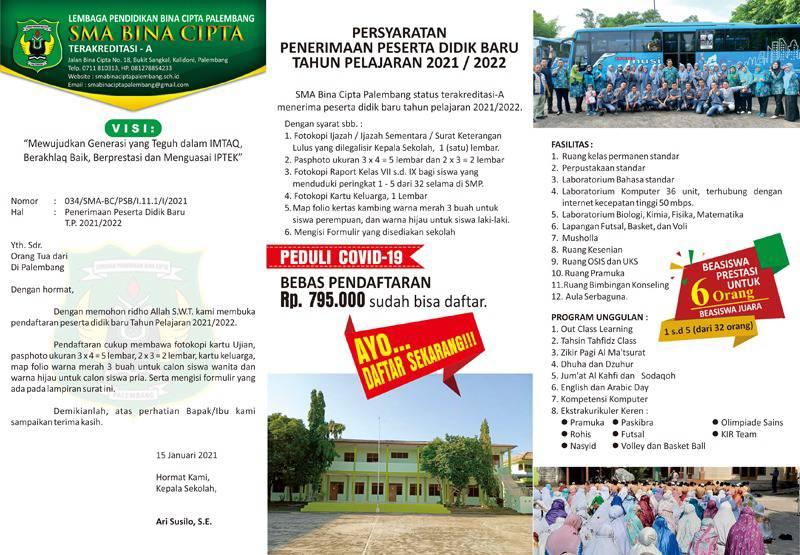 LEMBAGA PENDIDIKAN BINA CIPTA PALEMBANG
SMA BINA CIPTA
TERAKREDITASI - A
Jalan Bina Cipta No. 18, Bukit Sangkal, Kalidoni, Palembang
Telp. 0711 810313, HP. 081278854233
Website : smabinaciptapalembang.sch.id
Email : smabinaciptapalembang@gmail.com
VISI:
“Mewujudkan Generasi yang Teguh dalam IMTAQ,
Berakhlaq Baik, Berprestasi dan Menguasai IPTEK”
Nomor : 034/SMA-BC/PSB/I.11.1/I/2021
Hal : Penerimaan Peserta Didik Baru
T.P. 2021/2022
Yth. Sdr.
Orang Tua dari
Di Palembang
Dengan hormat,
Dengan memohon ridho Allah S.W.T. kami membuka
pendaftaran peserta didik baru Tahun Pelajaran 2021/2022.
Pendaftaran cukup membawa fotokopi kartu Ujian,
pasphoto ukuran 3 x 4 = 5 lembar, 2 x 3 = 2 lembar, kartu keluarga,
map folio warna merah 3 buah untuk calon siswa wanita dan
warna hijau untuk calon siswa pria. Serta mengisi formulir yang
ada pada lampiran surat ini.
Demikianlah, atas perhatian Bapak/Ibu kami
sampaikan terima kasih.
15 Januari 2021
Hormat Kami,
Kepala Sekolah,
Ari Susilo, S.E.
PERSYARATAN
PENERIMAAN PESERTA DIDIK BARU
TAHUN PELAJARAN 2021 / 2022
SMA Bina Cipta Palembang status terakreditasi-A
menerima peserta didik baru tahun pelajaran 2021/2022.
Dengan syarat sbb. :
1. Fotokopi Ijazah / Ijazah Sementara / Surat Keterangan
Lulus yang dilegalisir Kepala Sekolah, 1 (satu) lembar.
2. Pasphoto ukuran 3 x 4 = 5 lembar dan 2 x 3 = 2 lembar
3. Fotokopi Raport Kelas VII s.d. IX bagi siswa yang
menduduki peringkat 1 - 5 dari 32 selama di SMP.
4. Fotokopi Kartu Keluarga, 1 Lembar
5. Map folio kertas kambing warna merah 3 buah untuk
siswa perempuan, dan warna hijau untuk siswa laki-laki.
6. Mengisi Formulir yang disediakan sekolah
PEDULI COVID-19
BEBAS PENDAFTARAN
Rp. 795.000 sudah bisa daftar.
AYO...
DAFTAR SEKARANG!!!
FASILITAS :
1. Ruang kelas permanen standar
2. Perpustakaan standar
3. Laboratorium Bahasa standar
4. Laboratorium Komputer 36 unit, terhubung dengan
internet kecepatan tinggi 50 mbps.
5. Laboratorium Biologi, Kimia, Fisika, Matematika
6. Lapangan Futsal, Basket, dan Voli
7. Musholla
8. Ruang Kesenian
9. Ruang OSIS dan UKS
10. Ruang Pramuka
11. Ruang Bimbingan Konseling
12. Aula Serbaguna.
BEASISWA
PRESTASI
UNTUK
6 Orang
BEASISWA JUARA
1 s.d 5 (dari 32 orang)
PROGRAM UNGGULAN :
1. Out Class Learning
2. Tahsin Tahfidz Class
3. Zikir Pagi Al Ma'tsurat
4. Dhuha dan Dzuhur
5. Jum'at Al Kahfi dan Sodaqoh
6. English and Arabic Day
7. Kompetensi Komputer
8. Ekstrakurikuler Keren :
● Pramuka ● Paskibra ● Olimpiade Sains
● Rohis ● Futsal ● KIR Team
● Nasyid ● Volley dan Basket Ball